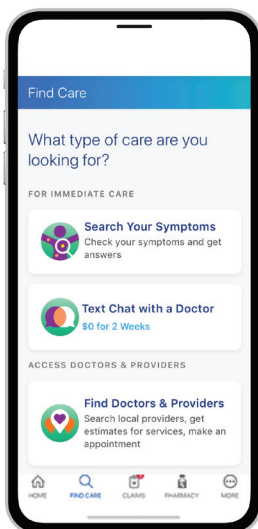 Find Care
What type of care are you
looking for?
FOR IMMEDIATE CARE
Search Your Symptoms
Check your symptoms and get
answers
Text Chat with a Doctor
$0 for 2 Weeks
ACCESS DOCTORS & PROVIDERS
Find Doctors & Providers
Search local providers, get
estimates for services, make an
appointment
HOME FIND CARE CLAIMS PHARMACY MORE